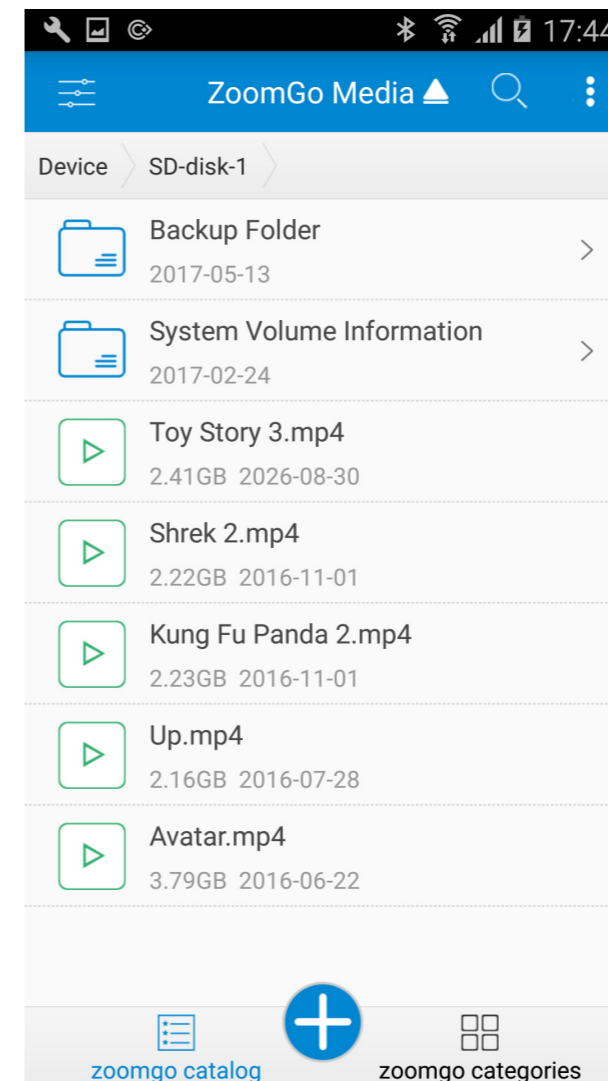 17:44
ZoomGo Media
Device SD-disk-1
Backup Folder
2017-05-13
System Volume Information
2017-02-24
Toy Story 3.mp4
2.41GB 2026-08-30
Shrek 2.mp4
2.22GB 2016-11-01
Kung Fu Panda 2.mp4
2.23GB 2016-11-01
Up.mp4
2.16GB 2016-07-28
Avatar.mp4
3.79GB 2016-06-22
zoomgo catalog zoomgo categories